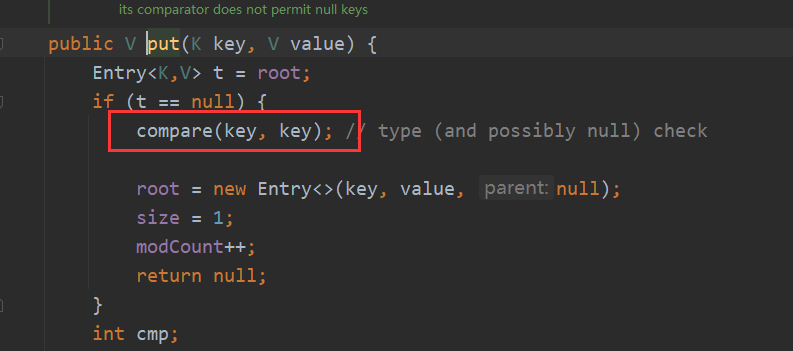 its comparator does not permit null keys
public V put(K key, V value) {
Entry<K,V> t = root;
if (t == null) {
compare(key, key); // type (and possibly null) check
root = new Entry<>(key, value, parent: null);
size = 1;
modCount++;
return null;
}
int cmp;